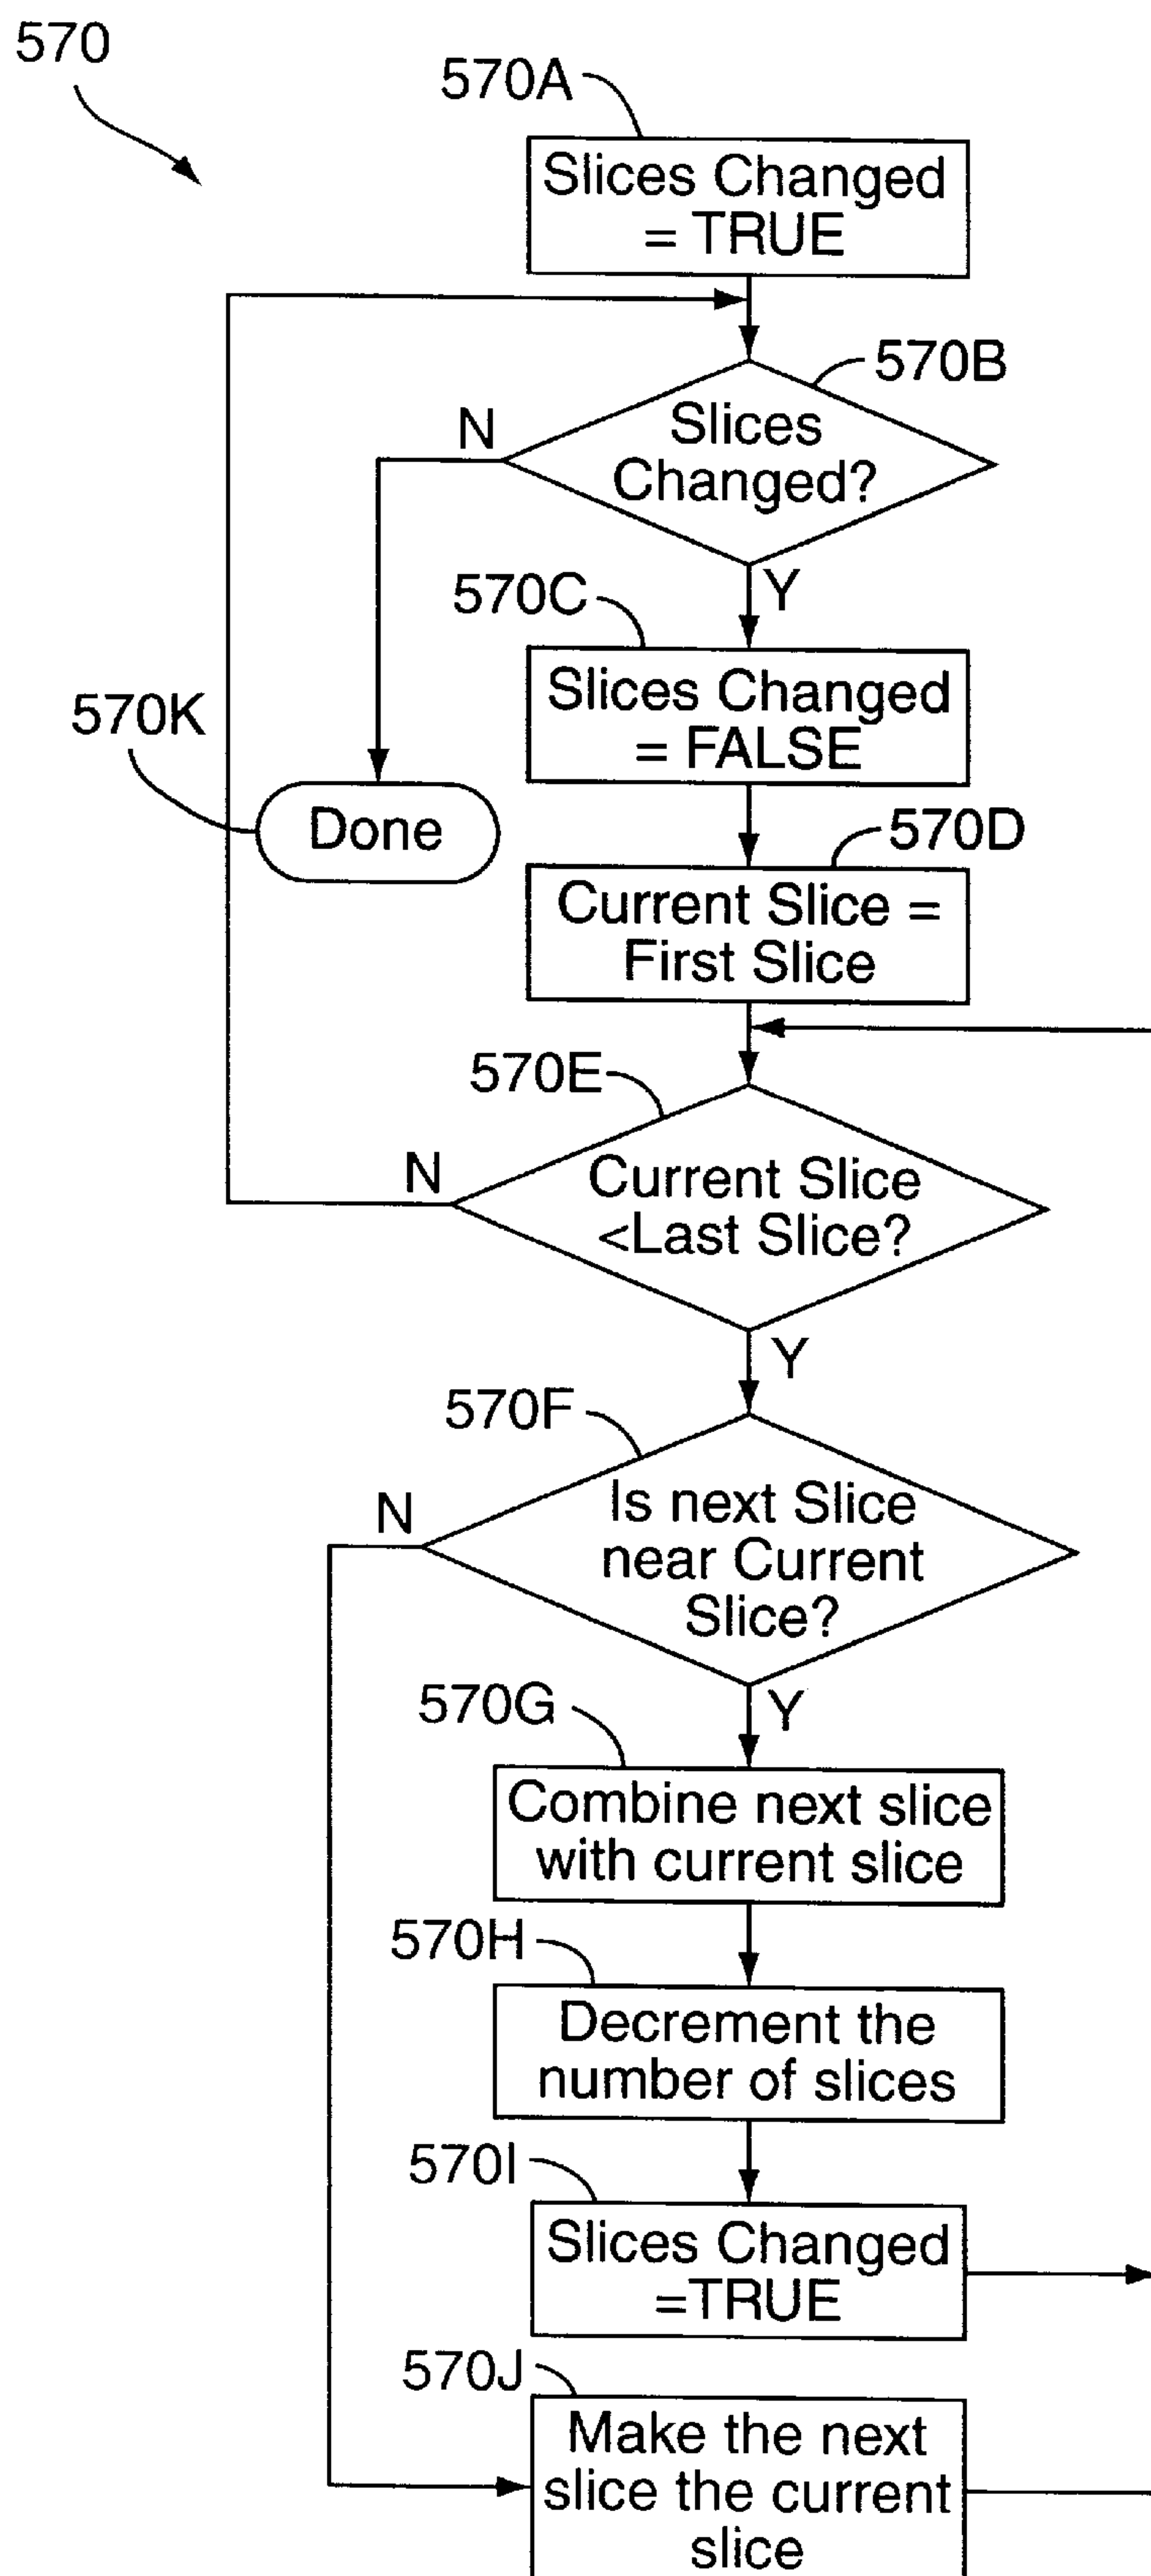 570
570A
Slices Changed
= TRUE
570B
N
Slices
Changed?
Y
570C
Slices Changed
= FALSE
570K
Done
570D
Current Slice =
First Slice
570E
N
Current Slice
<Last Slice?
Y
570F
N
Is next Slice
near Current
Slice?
Y
570G
Combine next slice
with current slice
570H
Decrement the
number of slices
570I
Slices Changed
=TRUE
570J
Make the next
slice the current
slice